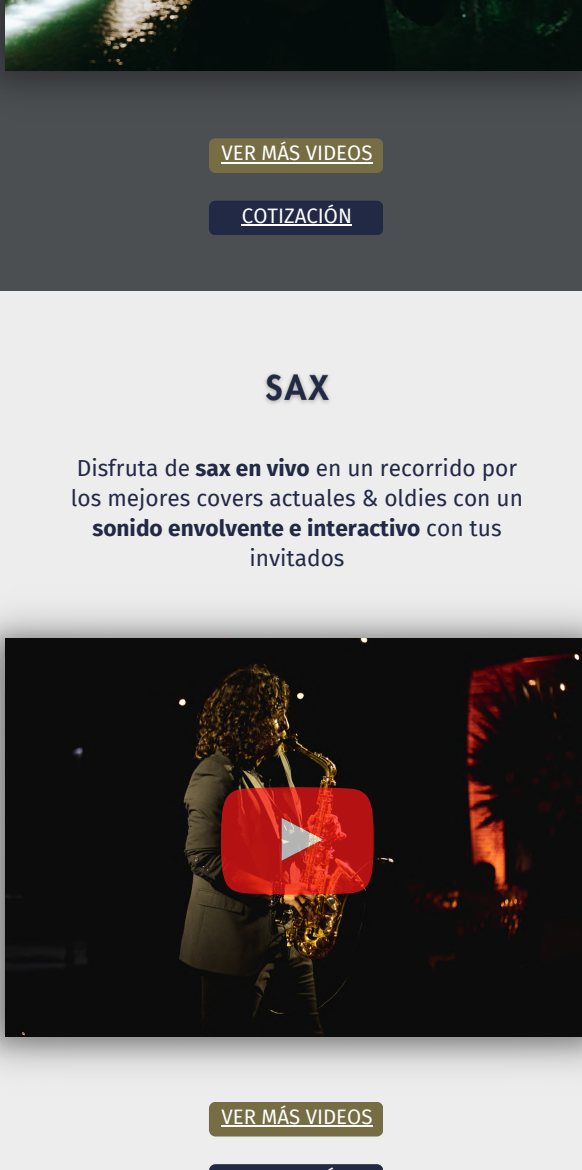 VER MÁS VIDEOS
COTIZACIÓN
SAX
Disfruta de sax en vivo en un recorrido por
los mejores covers actuales & oldies con un
sonido envolvente e interactivo con tus
invitados
VER MÁS VIDEOS